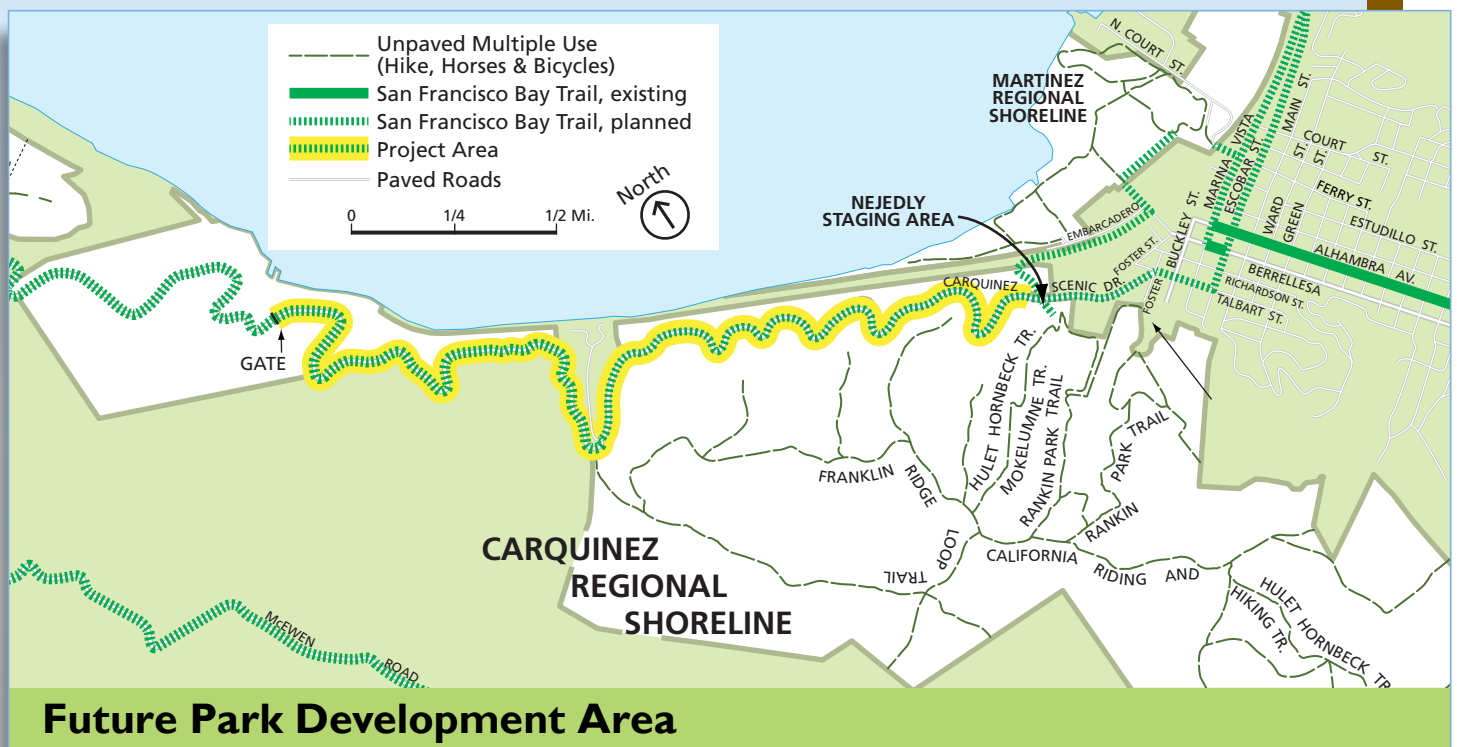 Unpaved Multiple Use
(Hike, Horses & Bicycles)
San Francisco Bay Trail, existing
San Francisco Bay Trail, planned
Project Area
Paved Roads
0 1/4 1/2 Mi.
North
N. COURT ST.
MARTINEZ
REGIONAL
SHORELINE
NEJEDLY
STAGING AREA
EMBARCADERO
MARINA VISTA
ESCOBAR ST.
MAIN ST.
WARD ST.
GREEN ST.
COURT ST.
FERRY ST.
ESTUDILLO ST.
ALHAMBRA AV.
BERRELLESA
RICHARDSON ST.
TALBART ST.
BUCKLEY ST.
FOSTER ST.
FOSTER
CARQUINEZ SCENIC DR.
GATE
HULET HORNBECK TR.
MOKELUMNE TR.
RANKIN PARK TRAIL
RANKIN PARK TRAIL
FRANKLIN RIDGE LOOP TRAIL
CALIFORNIA RIDING AND HIKING TR.
HULET HORNBECK TR.
CARQUINEZ
REGIONAL
SHORELINE
McEWEN ROAD
Future Park Development Area